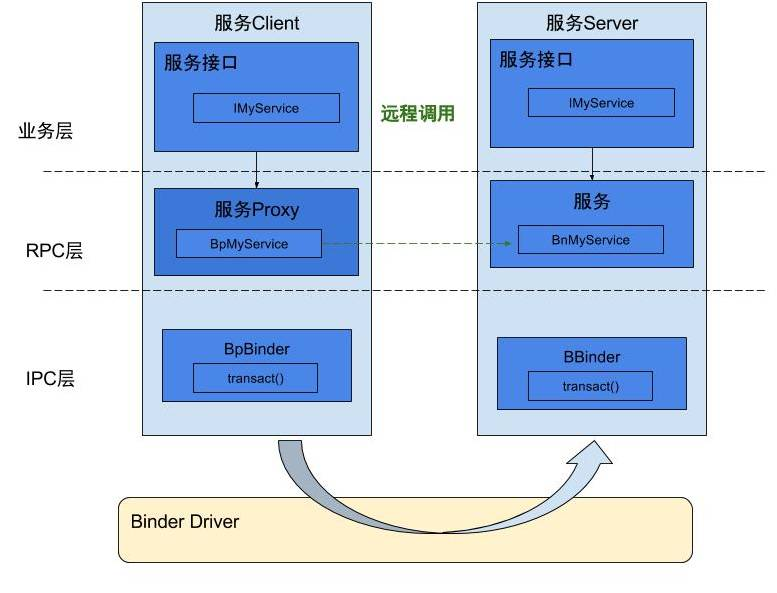 服务Client
服务Server
服务接口
服务接口
IMyService
IMyService
远程调用
业务层
服务Proxy
服务
BpMyService
BnMyService
RPC层
BpBinder
BBinder
transact()
transact()
IPC层
Binder Driver